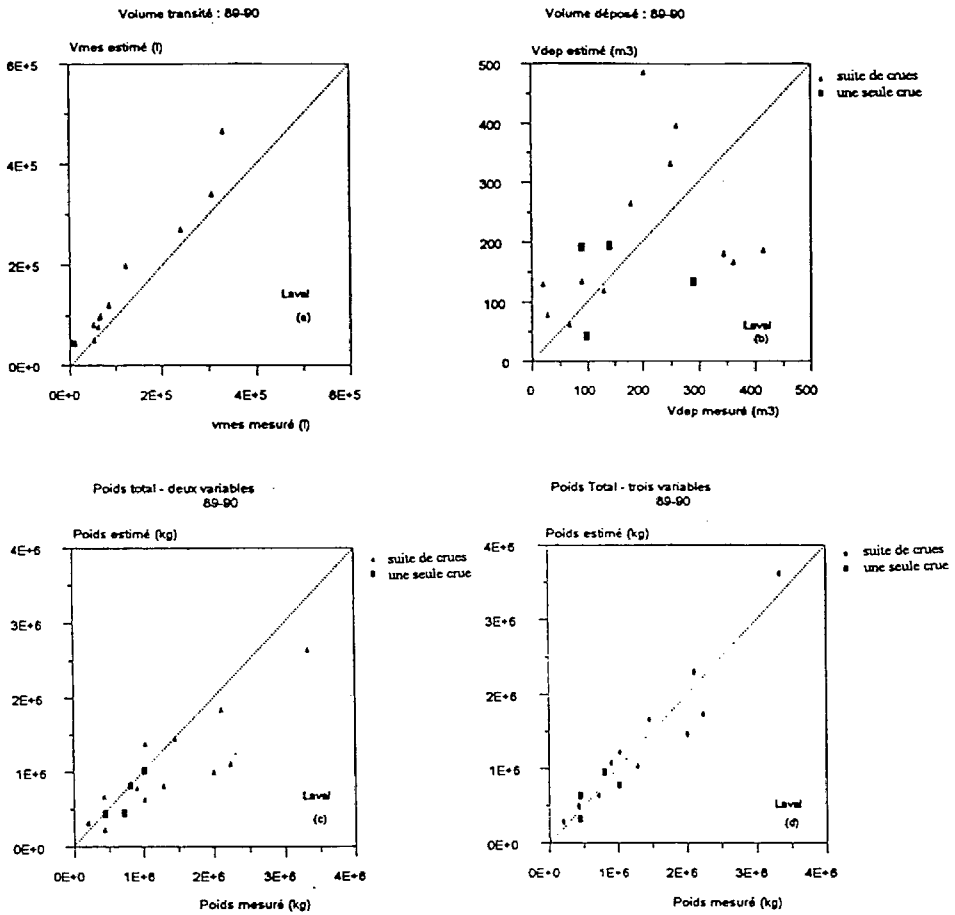 Volume transité : 89-90
Vmes estimé (l)
6E+5
4E+5
2E+5
0E+0
Laval
(a)
0E+0 2E+5 4E+5 6E+5
vmes mesuré (l)
Volume déposé : 89-90
Vdep estimé (m3)
500
400
300
200
100
0
suite de crues
une seule crue
Laval
(b)
0 100 200 300 400 500
Vdep mesuré (m3)
Poids total - deux variables
89-90
Poids estimé (kg)
4E+6
3E+6
2E+6
1E+6
0E+0
suite de crues
une seule crue
Laval
(c)
0E+0 1E+6 2E+6 3E+6 4E+6
Poids mesuré (kg)
Poids Total - trois variables
89-90
Poids estimé (kg)
4E+6
3E+6
2E+6
1E+6
0E+0
suite de crues
une seule crue
Laval
(d)
0E+0 1E+6 2E+6 3E+6 4E+6
Poids mesuré (kg)